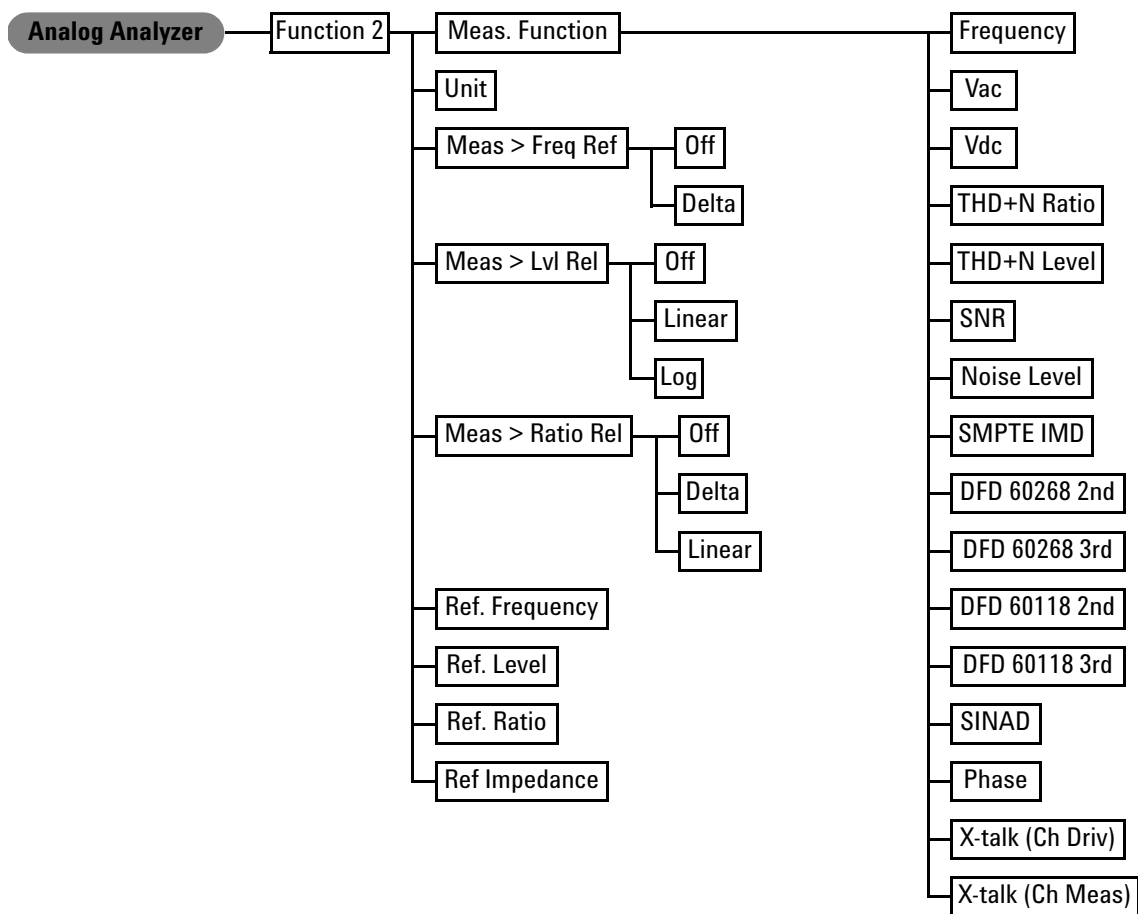 Analog Analyzer
Function 2
Meas. Function
Frequency
Unit
Vac
Meas > Freq Ref
Off
Vdc
Delta
THD+N Ratio
Meas > Lvl Rel
Off
THD+N Level
Linear
SNR
Log
Noise Level
Meas > Ratio Rel
Off
SMPTE IMD
Delta
DFD 60268 2nd
Linear
DFD 60268 3rd
Ref. Frequency
DFD 60118 2nd
Ref. Level
DFD 60118 3rd
Ref. Ratio
SINAD
Ref Impedance
Phase
X-talk (Ch Driv)
X-talk (Ch Meas)